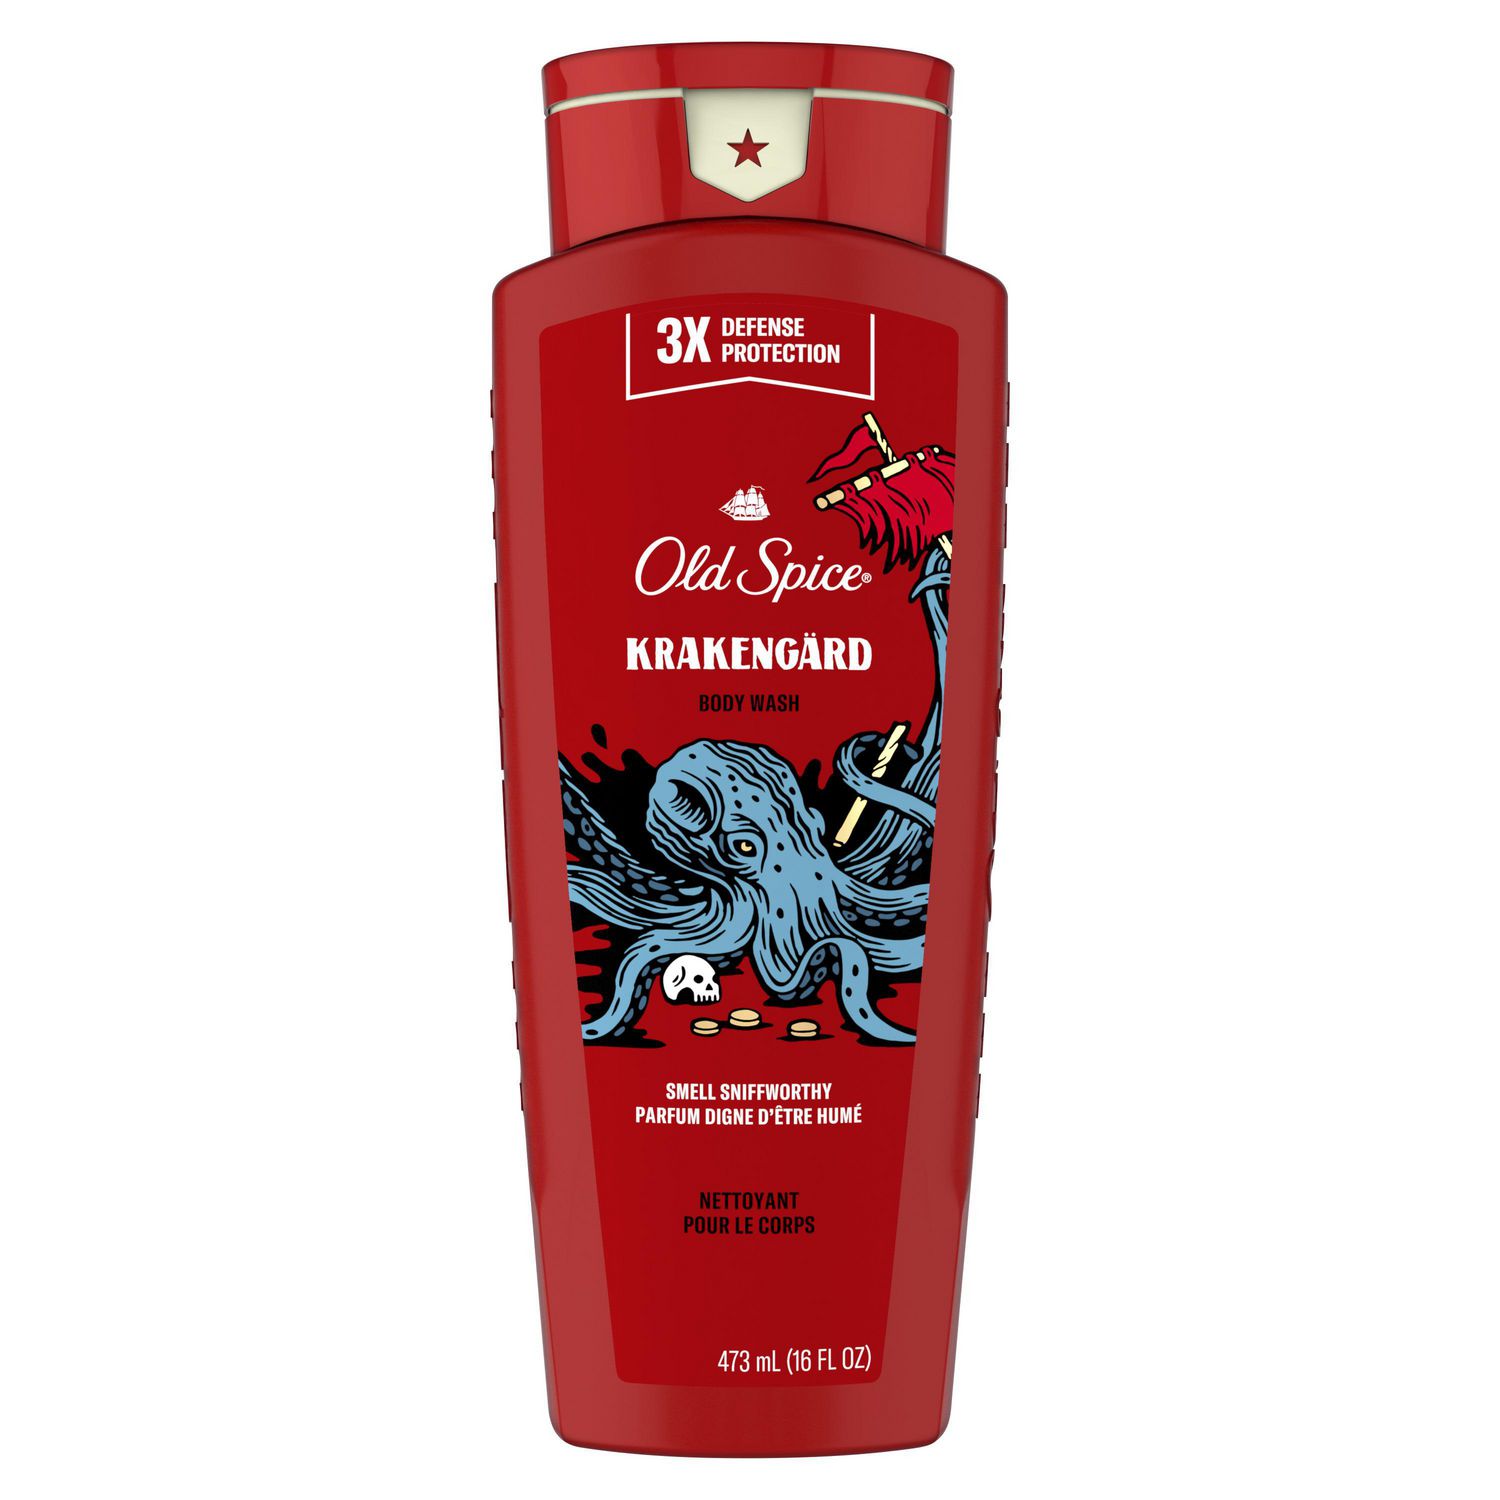 3X DEFENSE
PROTECTION
Old Spice®
KRAKENGÄRD
BODY WASH
SMELL SNIFFWORTHY
PARFUM DIGNE D'ÊTRE HUMÉ
NETTOYANT
POUR LE CORPS
473 mL (16 FL OZ)